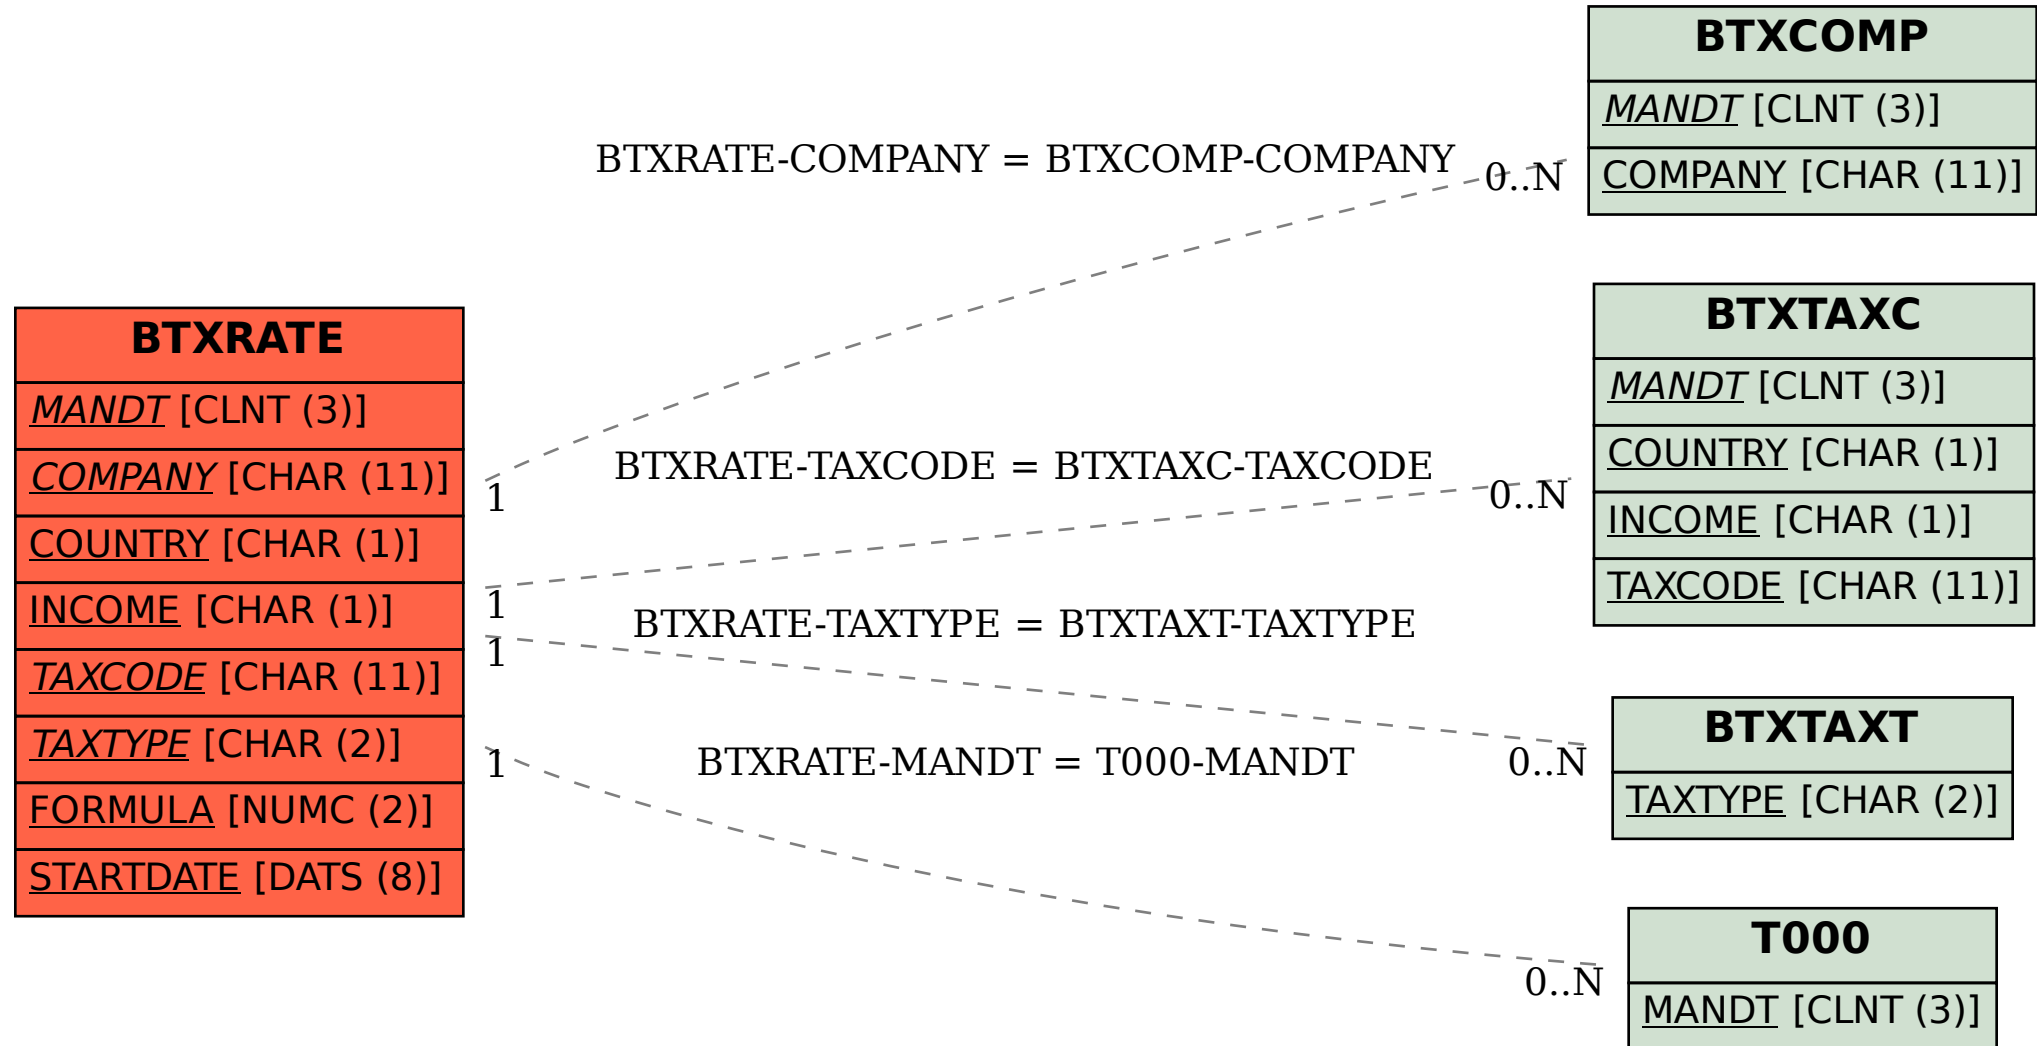 BTXRATE
MANDT [CLNT (3)]
COMPANY [CHAR (11)]
COUNTRY [CHAR (1)]
INCOME [CHAR (1)]
TAXCODE [CHAR (11)]
TAXTYPE [CHAR (2)]
FORMULA [NUMC (2)]
STARTDATE [DATS (8)]
BTXRATE-COMPANY = BTXCOMP-COMPANY
0..N
1
BTXRATE-TAXCODE = BTXTAXC-TAXCODE
0..N
1
BTXRATE-TAXTYPE = BTXTAXT-TAXTYPE
0..N
1
BTXRATE-MANDT = T000-MANDT
0..N
1
BTXCOMP
MANDT [CLNT (3)]
COMPANY [CHAR (11)]
BTXTAXC
MANDT [CLNT (3)]
COUNTRY [CHAR (1)]
INCOME [CHAR (1)]
TAXCODE [CHAR (11)]
BTXTAXT
TAXTYPE [CHAR (2)]
T000
MANDT [CLNT (3)]